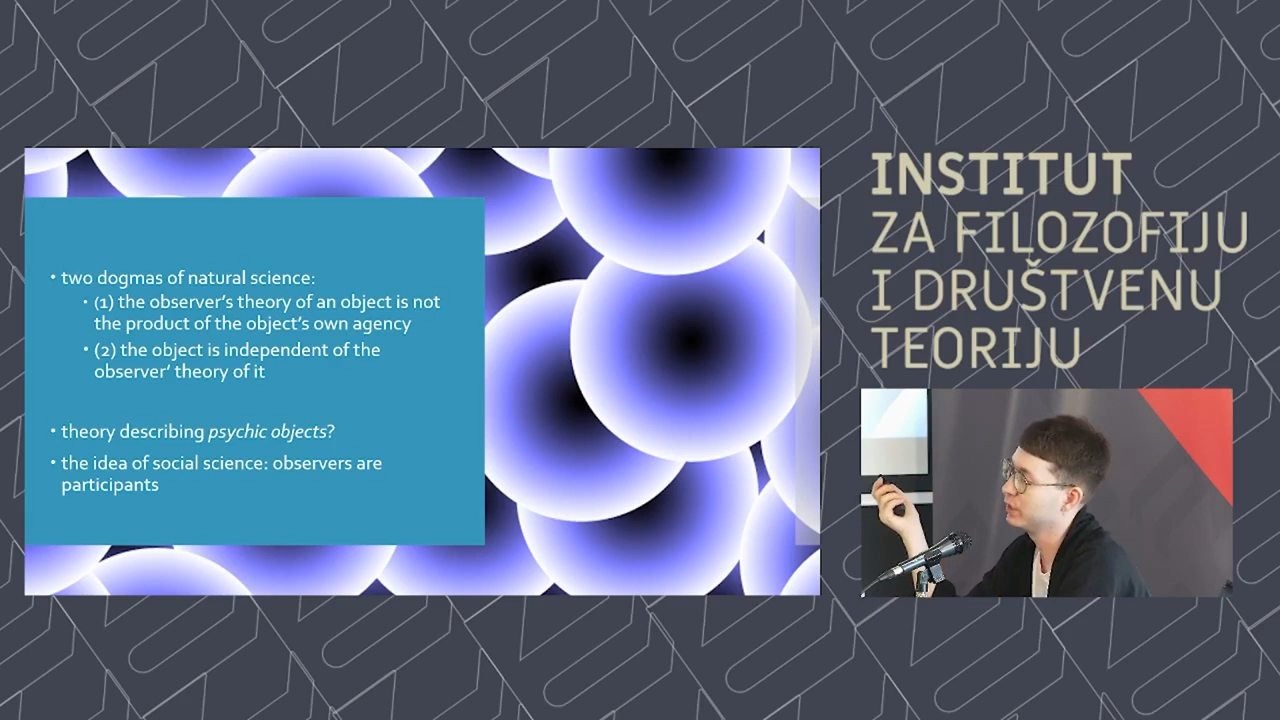 • two dogmas of natural science:
• (1) the observer's theory of an object is not
the product of the object's own agency
• (2) the object is independent of the
observer' theory of it
• theory describing psychic objects?
• the idea of social science: observers are
participants
INSTITUT
ZA FILOZOFIJU
I DRUŠTVENU
TEORIJU